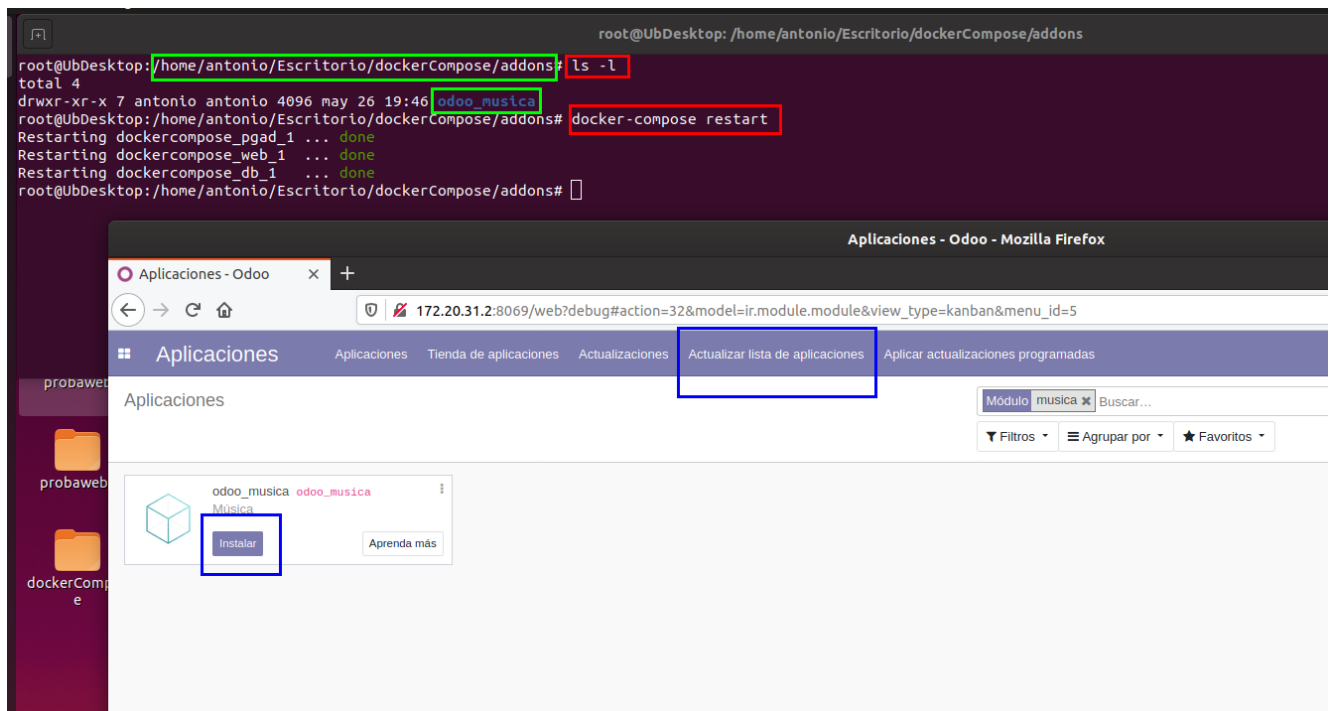 root@UbDesktop: /home/antonio/Escritorio/dockerCompose/addons
root@UbDesktop:/home/antonio/Escritorio/dockerCompose/addons# ls -l
total 4
drwxr-xr-x 7 antonio antonio 4096 may 26 19:46 odoo_musica
root@UbDesktop:/home/antonio/Escritorio/dockerCompose/addons# docker-compose restart
Restarting dockercompose_pgad_1 ... done
Restarting dockercompose_web_1 ... done
Restarting dockercompose_db_1 ... done
root@UbDesktop:/home/antonio/Escritorio/dockerCompose/addons#
Aplicaciones - Odoo - Mozilla Firefox
Aplicaciones - Odoo
172.20.31.2:8069/web?debug#action=32&model=ir.module.module&view_type=kanban&menu_id=5
Aplicaciones Aplicaciones Tienda de aplicaciones Actualizaciones Actualizar lista de aplicaciones Aplicar actualizaciones programadas
probaweb
Aplicaciones
Módulo musica Buscar...
Filtros Agrupar por Favoritos
probaweb
odoo_musica odoo_musica
Música
Instalar Aprenda más
dockerComp
e